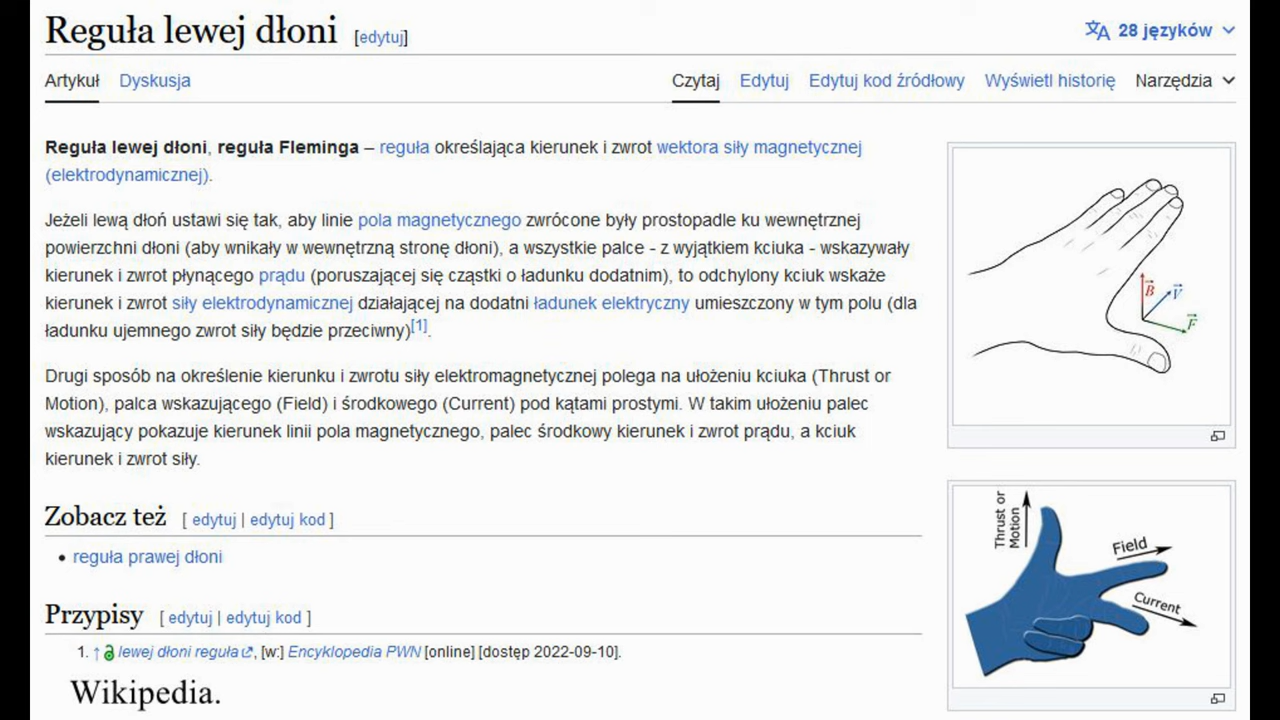 Reguła lewej dłoni [edytuj]
28 języków
Artykuł Dyskusja Czytaj Edytuj Edytuj kod źródłowy Wyświetl historię Narzędzia
Reguła lewej dłoni, reguła Fleminga – reguła określająca kierunek i zwrot wektora siły magnetycznej
(elektrodynamicznej).
Jeżeli lewą dłoń ustawi się tak, aby linie pola magnetycznego zwrócone były prostopadle ku wewnętrznej
powierzchni dłoni (aby wnikały w wewnętrzną stronę dłoni), a wszystkie palce - z wyjątkiem kciuka - wskazywały
kierunek i zwrot płynącego prądu (poruszającej się cząstki o ładunku dodatnim), to odchylony kciuk wskaże
kierunek i zwrot siły elektrodynamicznej działającej na dodatni ładunek elektryczny umieszczony w tym polu (dla
ładunku ujemnego zwrot siły będzie przeciwny)[1].
Drugi sposób na określenie kierunku i zwrotu siły elektromagnetycznej polega na ułożeniu kciuka (Thrust or
Motion), palca wskazującego (Field) i środkowego (Current) pod kątami prostymi. W takim ułożeniu palec
wskazujący pokazuje kierunek linii pola magnetycznego, palec środkowy kierunek i zwrot prądu, a kciuk
kierunek i zwrot siły.
Zobacz też [ edytuj | edytuj kod ]
• reguła prawej dłoni
Przypisy [ edytuj | edytuj kod ]
1. ↑ lewej dłoni reguła, [w:] Encyklopedia PWN [online] [dostęp 2022-09-10].
Wikipedia.
B
V
F
Thrust or
Motion
Field
Current